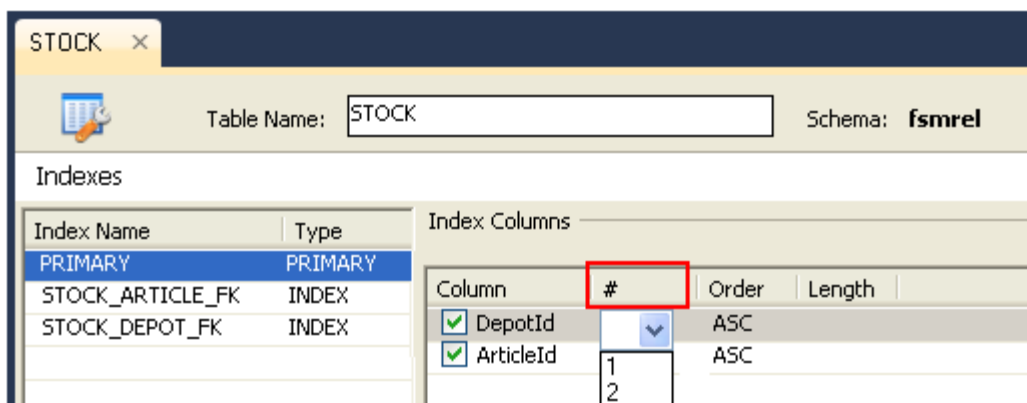 STOCK ×
Table Name: STOCK Schema: fsmrel
Indexes
Index Name Type
PRIMARY PRIMARY
STOCK_ARTICLE_FK INDEX
STOCK_DEPOT_FK INDEX
Index Columns
Column # Order Length
DepotId ASC
ArticleId ASC
1
2